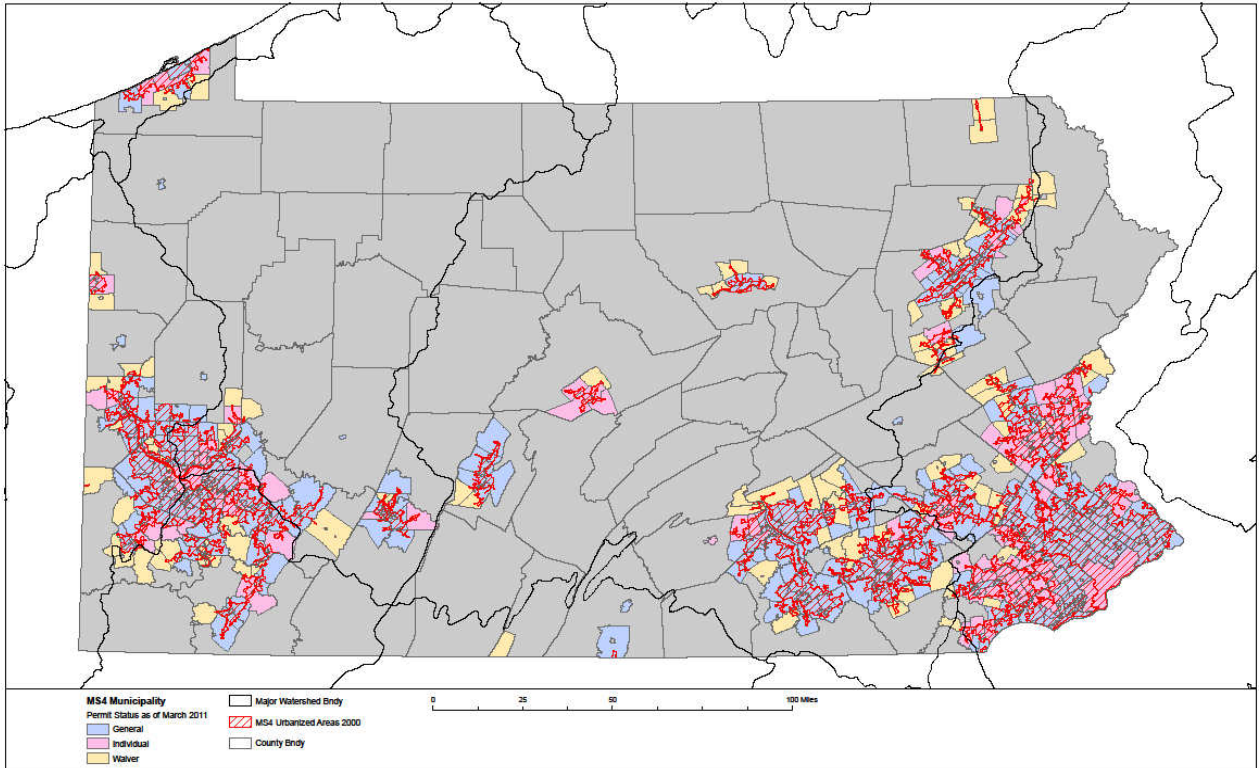 MS4 Municipality
Permit Status as of March 2011
General
Individual
Waiver
Major Watershed Bndy
MS4 Urbanized Areas 2000
County Bndy
0 25 50 100 Miles